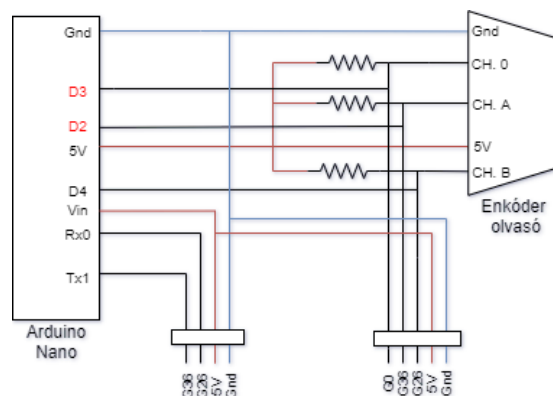 Gnd
D3
D2
5V
D4
Vin
Rx0
Tx1
Arduino
Nano
Gnd
CH. 0
CH. A
5V
CH. B
Enkóder
olvasó
G36
G26
5V
Gnd
G0
G36
G26
5V
Gnd